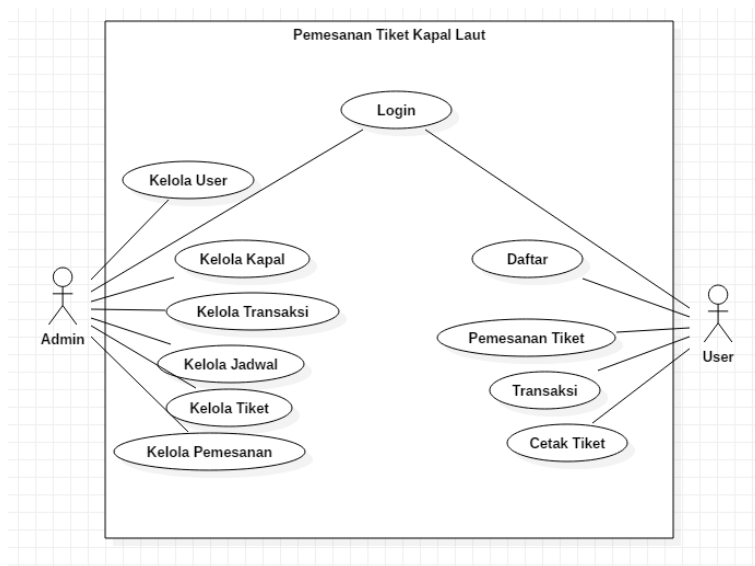 Pemesanan Tiket Kapal Laut
Login
Kelola User
Kelola Kapal
Daftar
Kelola Transaksi
Admin
Pemesanan Tiket
User
Kelola Jadwal
Transaksi
Kelola Tiket
Cetak Tiket
Kelola Pemesanan